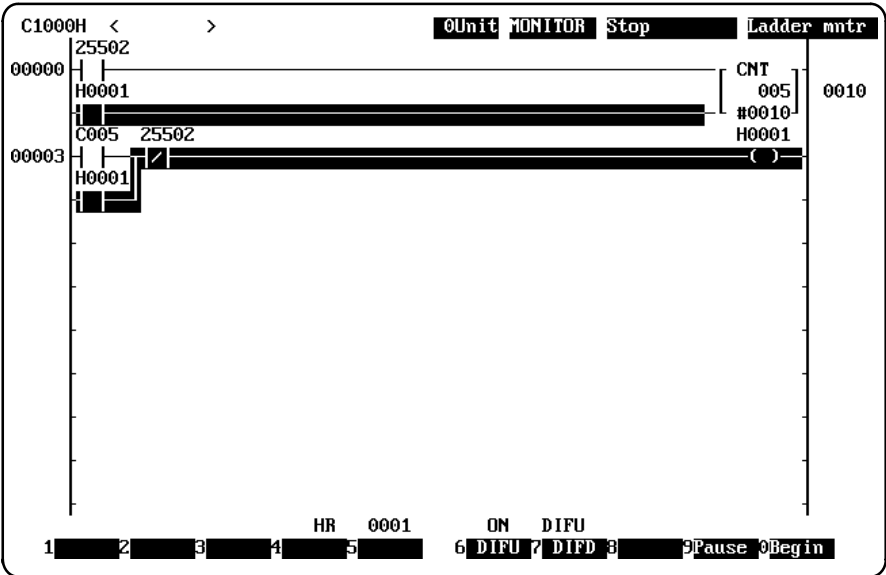 C1000H < > 0Unit MONITOR Stop Ladder mntr
25502
00000 CNT
H0001 005 0010
#0010
C005 25502 H0001
00003 ( )
H0001
HR 0001 ON DIFU
1 2 3 4 5 6 DIFU 7 DIFD 8 9Pause 0Begin